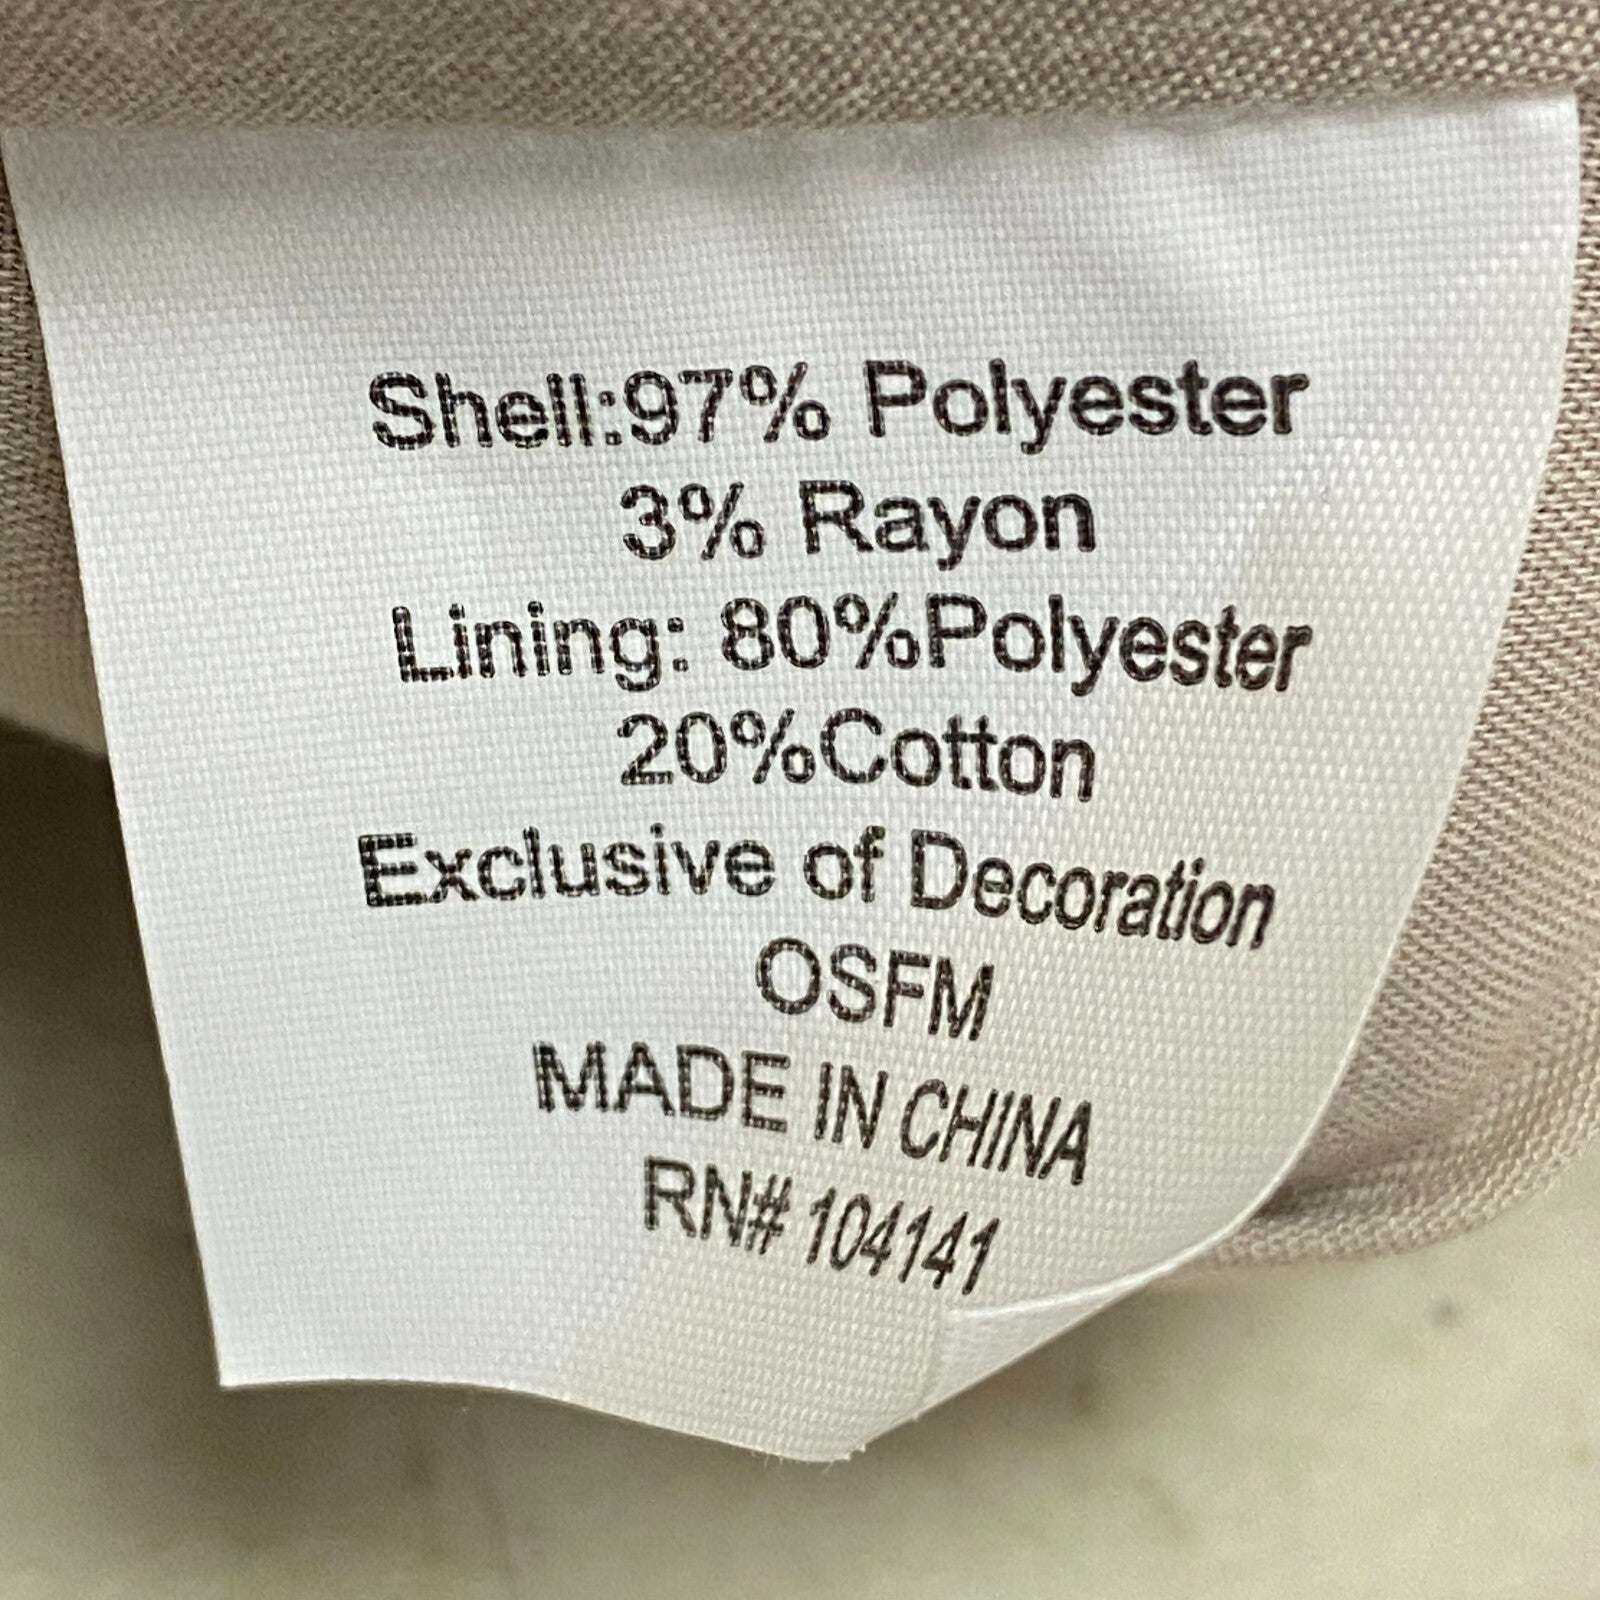 Shell:97% Polyester
3% Rayon
Lining: 80%Polyester
20%Cotton
Exclusive of Decoration
OSFM
MADE IN CHINA
RN# 104141